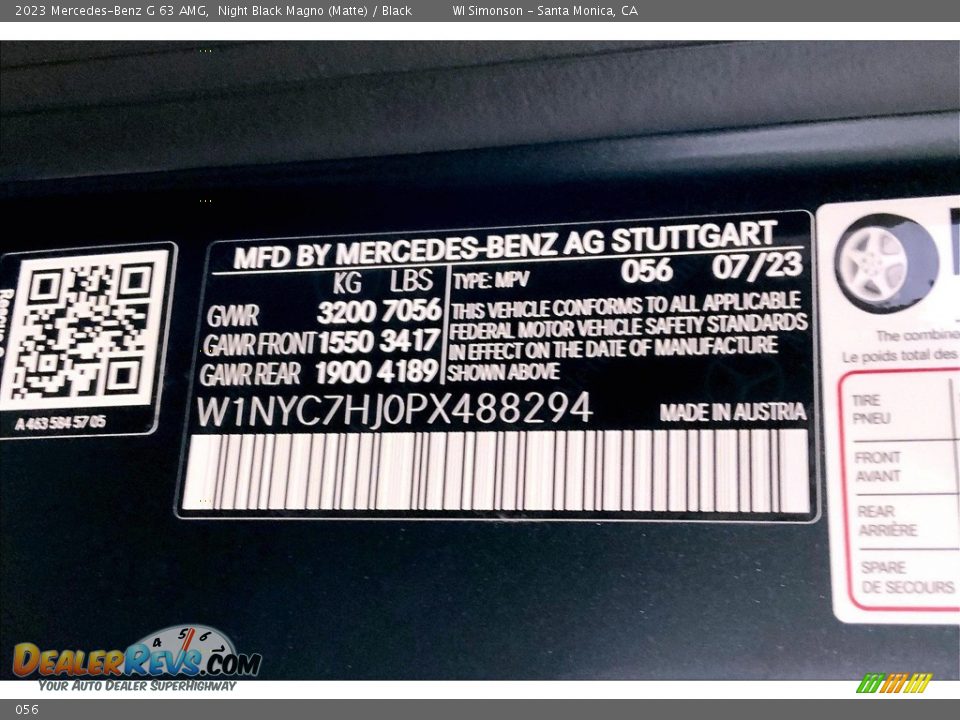 2023 Mercedes-Benz G 63 AMG, Night Black Magno (Matte) / Black WI Simonson - Santa Monica, CA
MFD BY MERCEDES-BENZ AG STUTTGART
KG LBS TYPE: MPV 056 07/23
GVWR 3200 7056
GAWR FRONT 1550 3417
GAWR REAR 1900 4189
THIS VEHICLE CONFORMS TO ALL APPLICABLE
FEDERAL MOTOR VEHICLE SAFETY STANDARDS
IN EFFECT ON THE DATE OF MANUFACTURE
SHOWN ABOVE
W1NYC7HJ0PX488294 MADE IN AUSTRIA
A 463 584 57 05
The combine
Le poids total des
TIRE
PNEU
FRONT
AVANT
REAR
ARRIÈRE
SPARE
DE SECOURS
4 5 6
DEALERREVS.COM
YOUR AUTO DEALER SUPERHIGHWAY
056